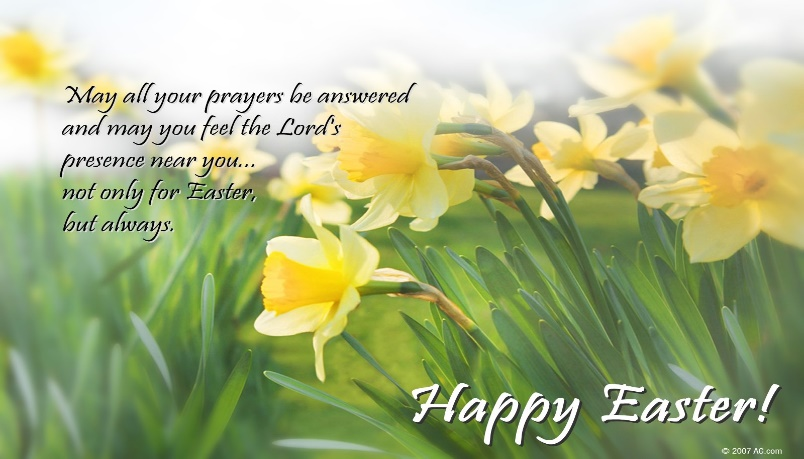 May all your prayers be answered
and may you feel the Lord's
presence near you...
not only for Easter,
but always.
Happy Easter!
© 2007 AG.com